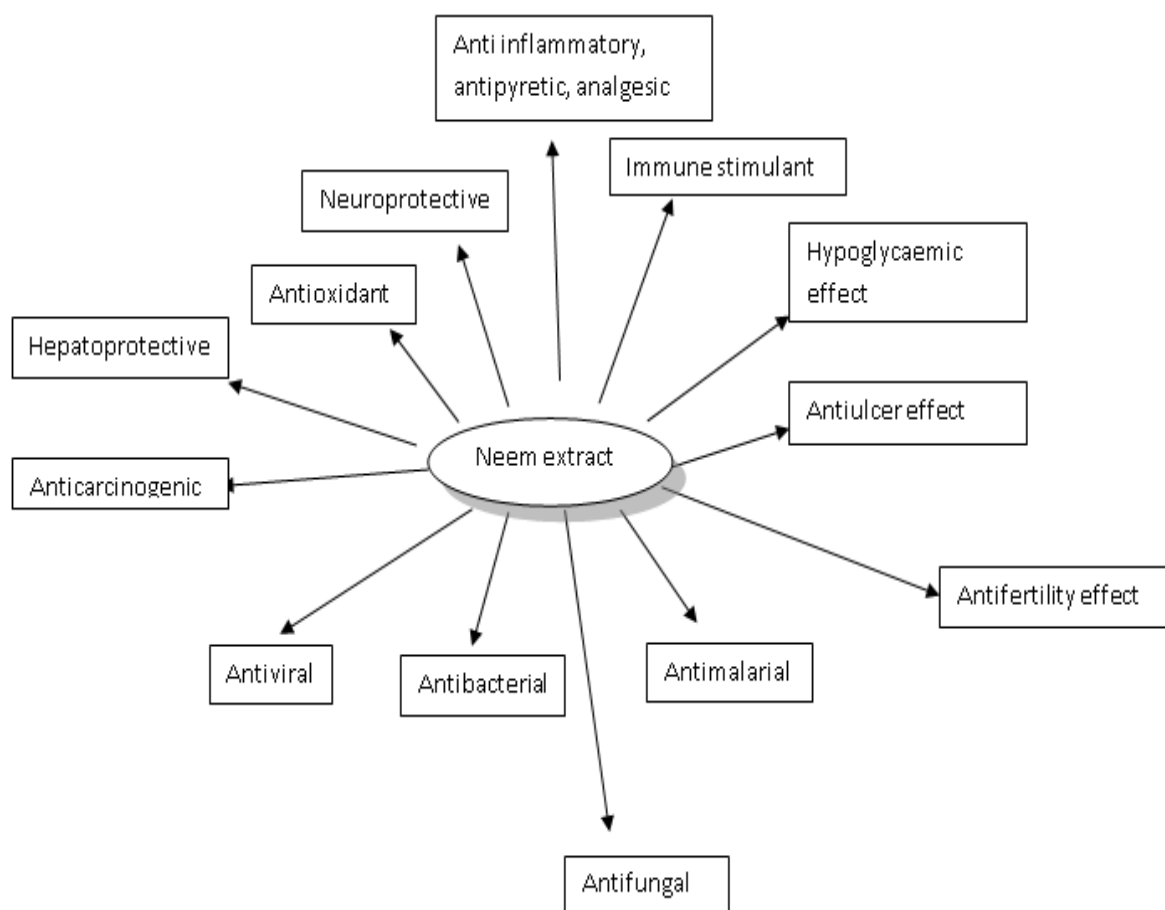 Anti inflammatory,
antipyretic, analgesic
Immune stimulant
Neuroprotective
Hypoglycaemic
effect
Antioxidant
Hepatoprotective
Antiulcer effect
Neem extract
Anticarcinogenic
Antifertility effect
Antiviral
Antibacterial
Antimalarial
Antifungal